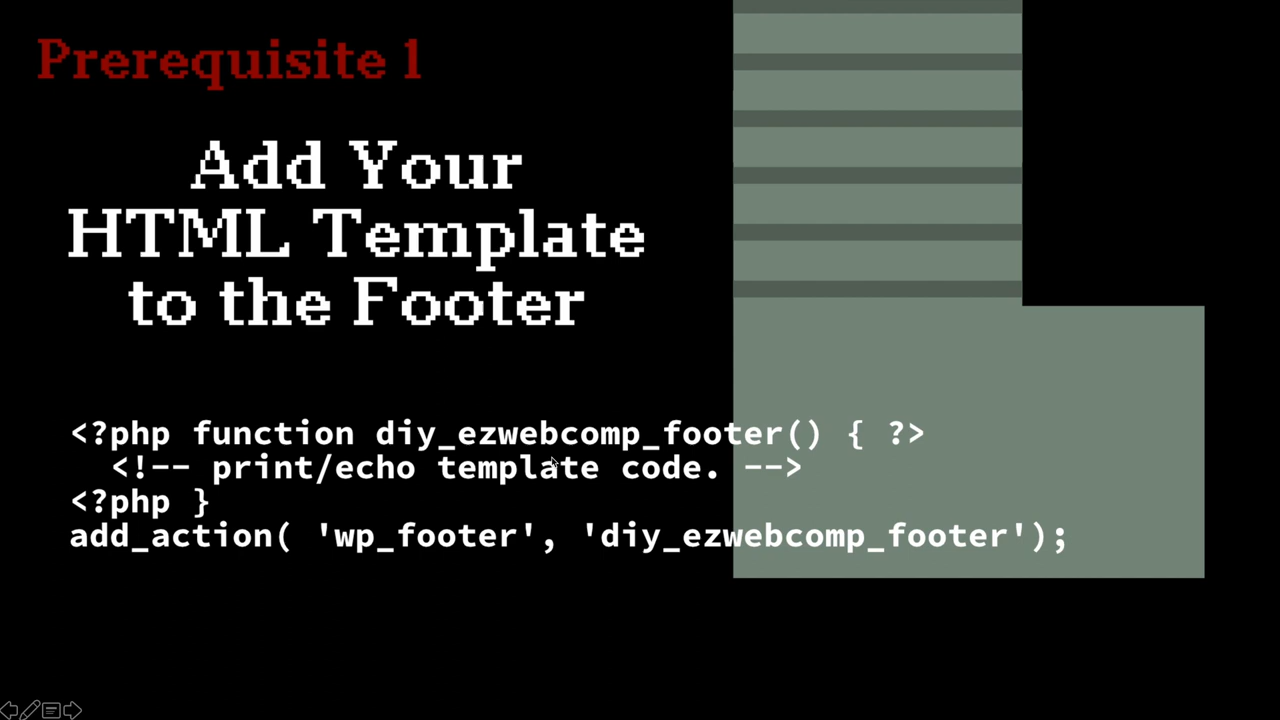 Prerequisite 1
Add Your
HTML Template
to the Footer
<?php function diy_ezwebcomp_footer() { ?>
<!-- print/echo template code. -->
<?php }
add_action( 'wp_footer', 'diy_ezwebcomp_footer');